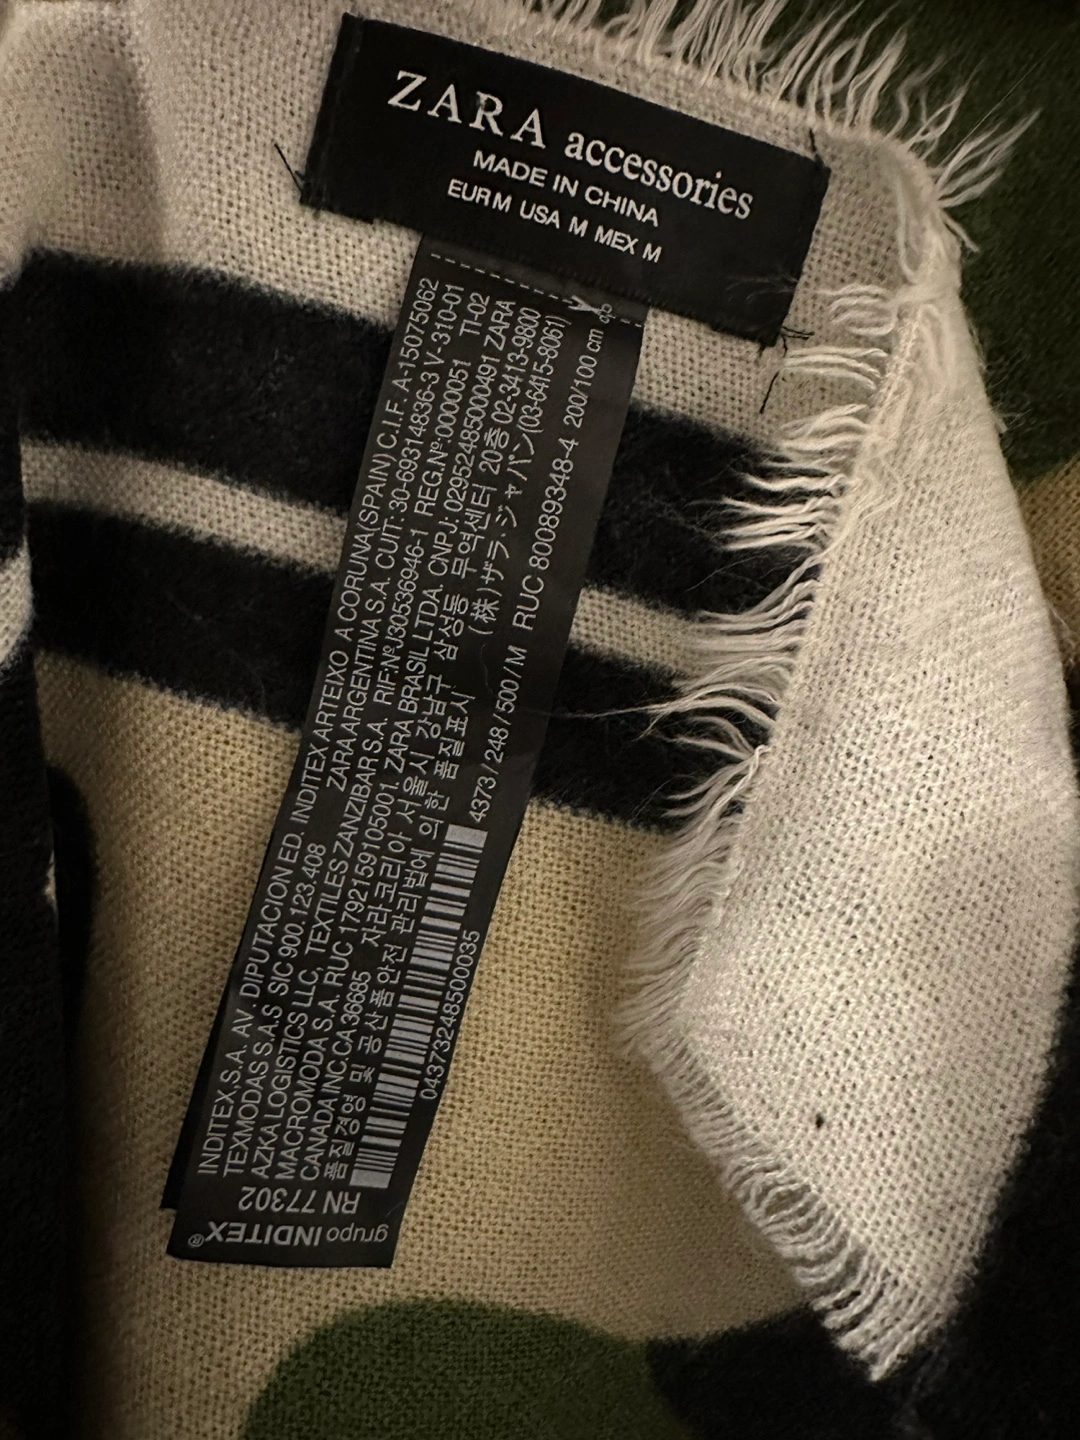 ZARA accessories
MADE IN CHINA
EUR M USA M MEX M
INDITEX,S.A. AV. DIPUTACION ED. INDITEX ARTEIXO A CORUNA(SPAIN) C.I.F. A-15075062
TEXMODAS S.A.S SIC 900.123.408 ZARA ARGENTINA S.A. CUIT: 30-69314836-3 V-310-01
AZKA LOGISTICS LLC, TEXTILES ZANZIBAR S.A. RIF-Nº J30536946-1 REG.Nº-0000051 TI-02
MACROMODA S.A. RUC 1792159105001. ZARA BRASIL LTDA. CNPJ: 02952485000491 ZARA
CANADA INC.CA 36685 자라 코리아 서울시 강남구 삼성동 무역센터 20층 02-3413-9800
품질경영 및 공산품안전 관리법에 의한 품질표시 (株)ザラ・ジャパン(03-6415-8061)
4373/248/500/M RUC 80089348-4 200/100 cm
04373248500035
RN 77302
grupo INDITEX®